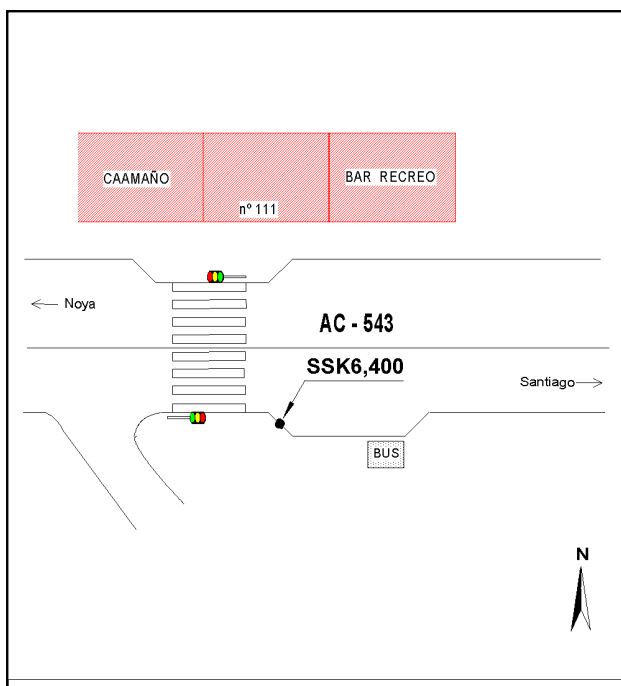 CAAMAÑO
BAR RECREO
nº 111
Noya
AC - 543
SSK6,400
Santiago
BUS
N